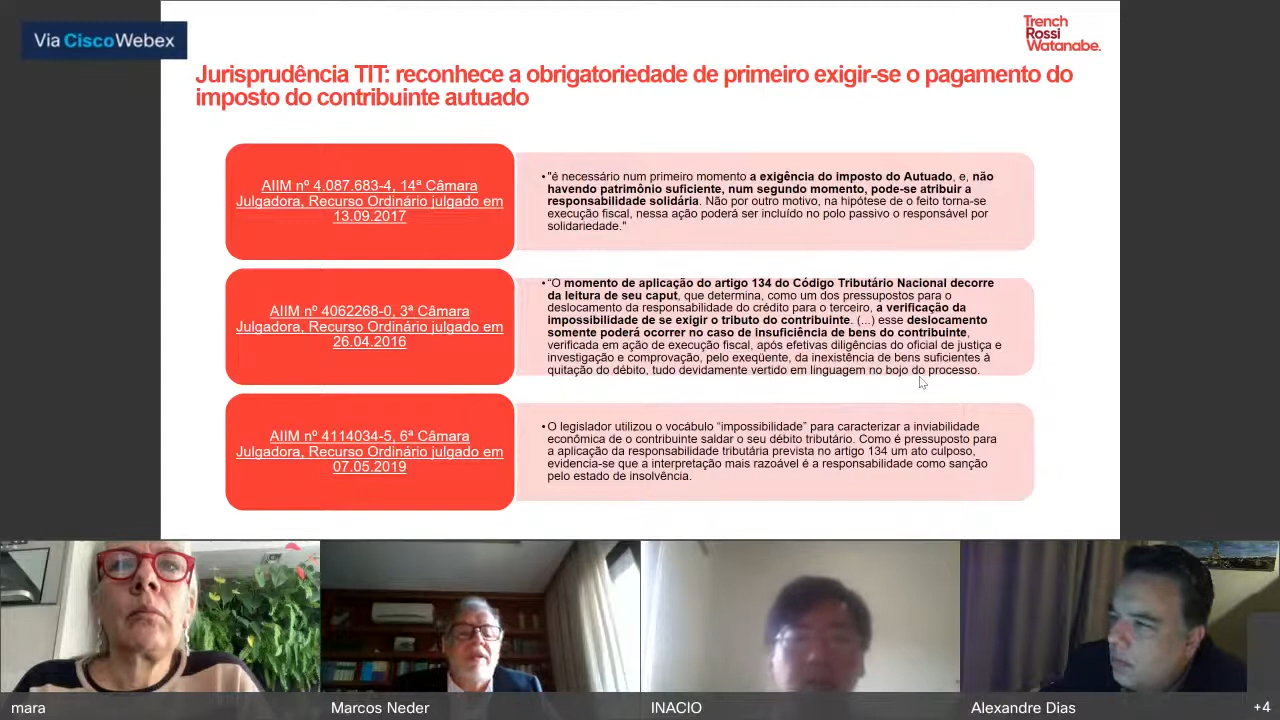 Via Cisco Webex
Trench
Rossi
Watanabe.
Jurisprudência TIT: reconhece a obrigatoriedade de primeiro exigir-se o pagamento do
imposto do contribuinte autuado
AIIM nº 4.087.683-4, 14ª Câmara
Julgadora, Recurso Ordinário julgado em
13.09.2017
•"é necessário num primeiro momento a exigência do imposto do Autuado, e, não
havendo patrimônio suficiente, num segundo momento, pode-se atribuir a
responsabilidade solidária. Não por outro motivo, na hipótese de o feito torna-se
execução fiscal, nessa ação poderá ser incluído no polo passivo o responsável por
solidariedade."
AIIM nº 4062268-0, 3ª Câmara
Julgadora, Recurso Ordinário julgado em
26.04.2016
•“O momento de aplicação do artigo 134 do Código Tributário Nacional decorre
da leitura de seu caput, que determina, como um dos pressupostos para o
deslocamento da responsabilidade do crédito para o terceiro, a verificação da
impossibilidade de se exigir o tributo do contribuinte. (...) esse deslocamento
somente poderá ocorrer no caso de insuficiência de bens do contribuinte,
verificada em ação de execução fiscal, após efetivas diligências do oficial de justiça e
investigação e comprovação, pelo exeqüente, da inexistência de bens suficientes à
quitação do débito, tudo devidamente vertido em linguagem no bojo do processo.
AIIM nº 4114034-5, 6ª Câmara
Julgadora, Recurso Ordinário julgado em
07.05.2019
•O legislador utilizou o vocábulo “impossibilidade” para caracterizar a inviabilidade
econômica de o contribuinte saldar o seu débito tributário. Como é pressuposto para
a aplicação da responsabilidade tributária prevista no artigo 134 um ato culposo,
evidencia-se que a interpretação mais razoável é a responsabilidade como sanção
pelo estado de insolvência.
mara
Marcos Neder
INACIO
Alexandre Dias
+4